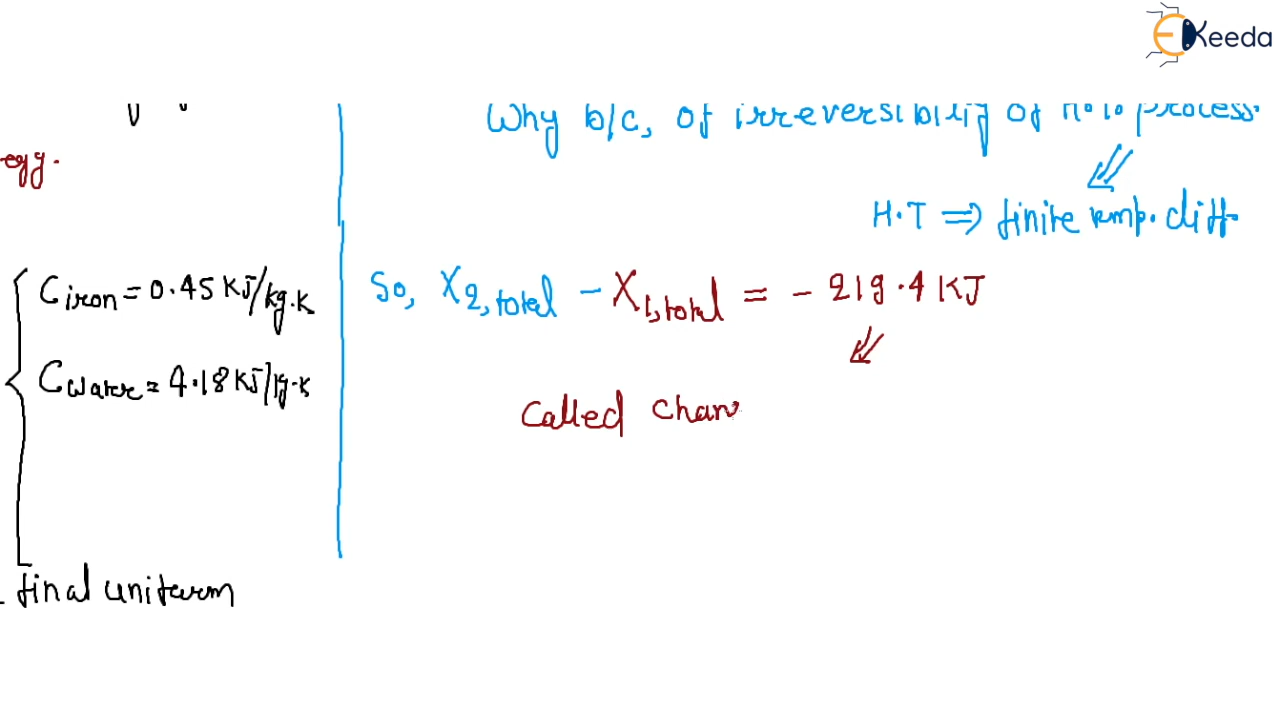 Keeda
Why b/c, of irreversibility of H.T. process.
egy.
H.T ⇒ finite temp. diff.
Ciron = 0.45 KJ/kg.K
So, X2,total - X1,total = - 219.4 KJ
Cwater = 4.18 KJ/kg.K
Called chan
final uniform